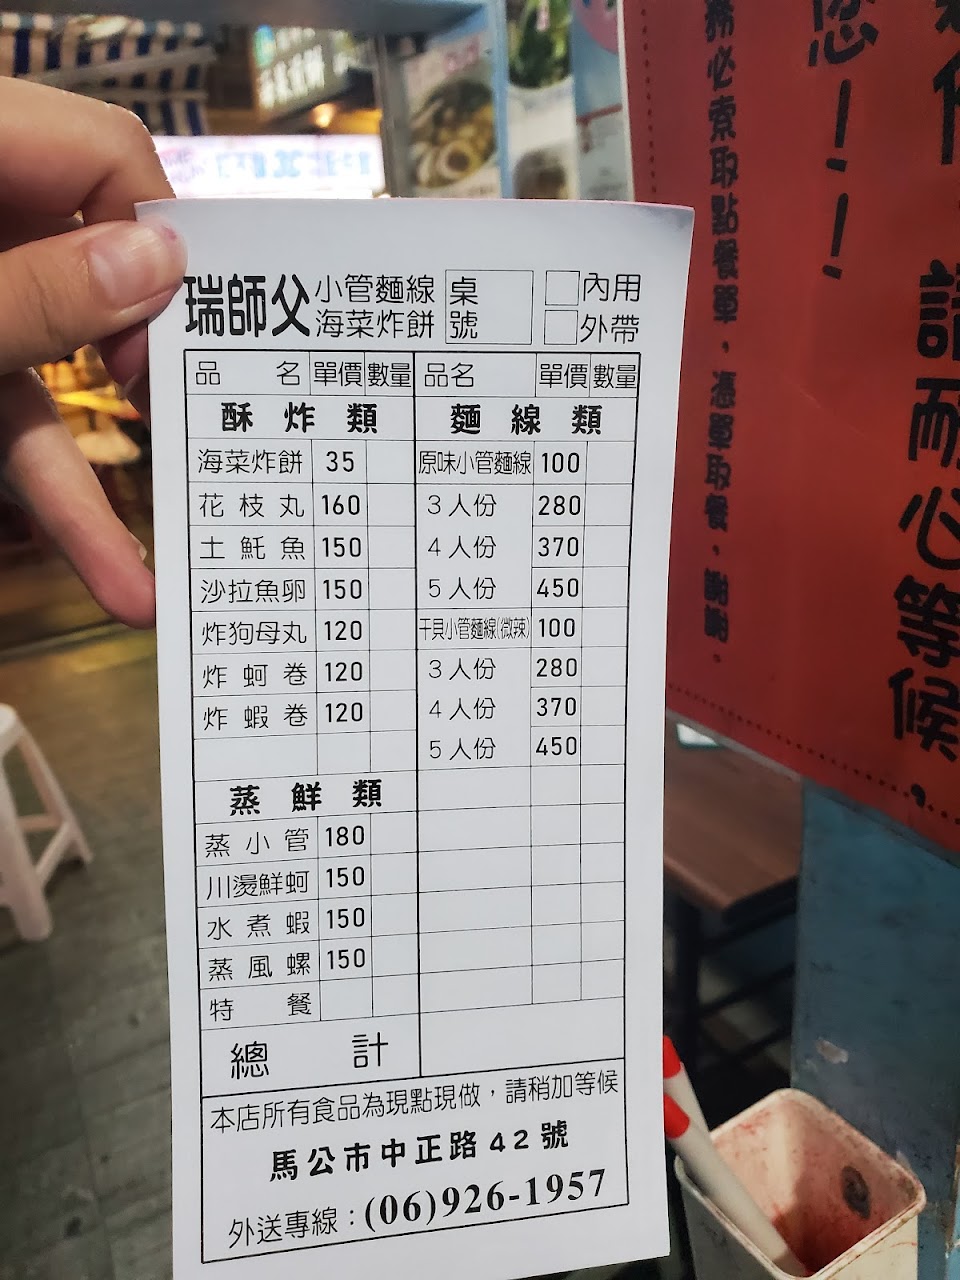 瑞師父 小管麵線 海菜炸餅 桌號 內用 外帶
品名 單價 數量 品名 單價 數量
酥炸類 麵線類
海菜炸餅 35 原味小管麵線 100
花枝丸 160 3人份 280
土魠魚 150 4人份 370
沙拉魚卵 150 5人份 450
炸狗母丸 120 干貝小管麵線(微辣) 100
炸蚵卷 120 3人份 280
炸蝦卷 120 4人份 370
5人份 450
蒸鮮類
蒸小管 180
川燙鮮蚵 150
水煮蝦 150
蒸風螺 150
特餐
總計
本店所有食品為現點現做，請稍加等候
馬公市中正路42號
外送專線：(06)926-1957
請耐心等候，
您！！
務必索取點餐單，憑單取餐、謝謝。